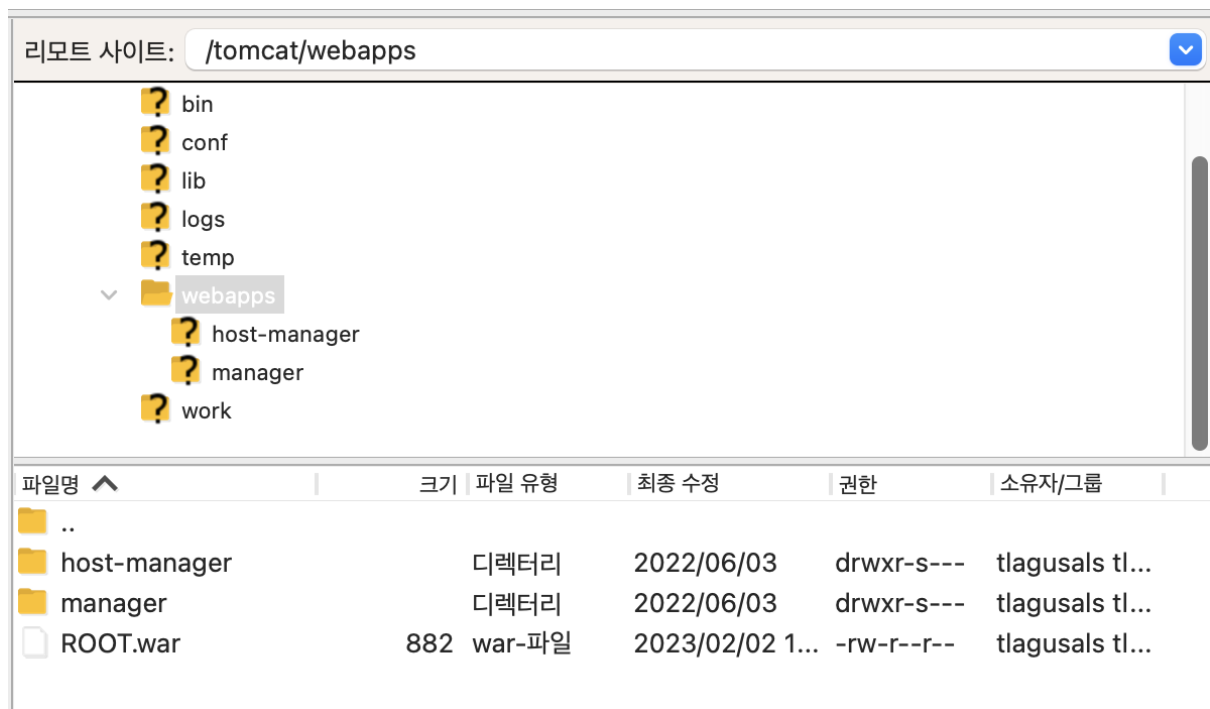 리모트 사이트: /tomcat/webapps
bin
conf
lib
logs
temp
webapps
host-manager
manager
work
파일명 크기 파일 유형 최종 수정 권한 소유자/그룹
..
host-manager 디렉터리 2022/06/03 drwxr-s--- tlagusals tl...
manager 디렉터리 2022/06/03 drwxr-s--- tlagusals tl...
ROOT.war 882 war-파일 2023/02/02 1... -rw-r--r-- tlagusals tl...